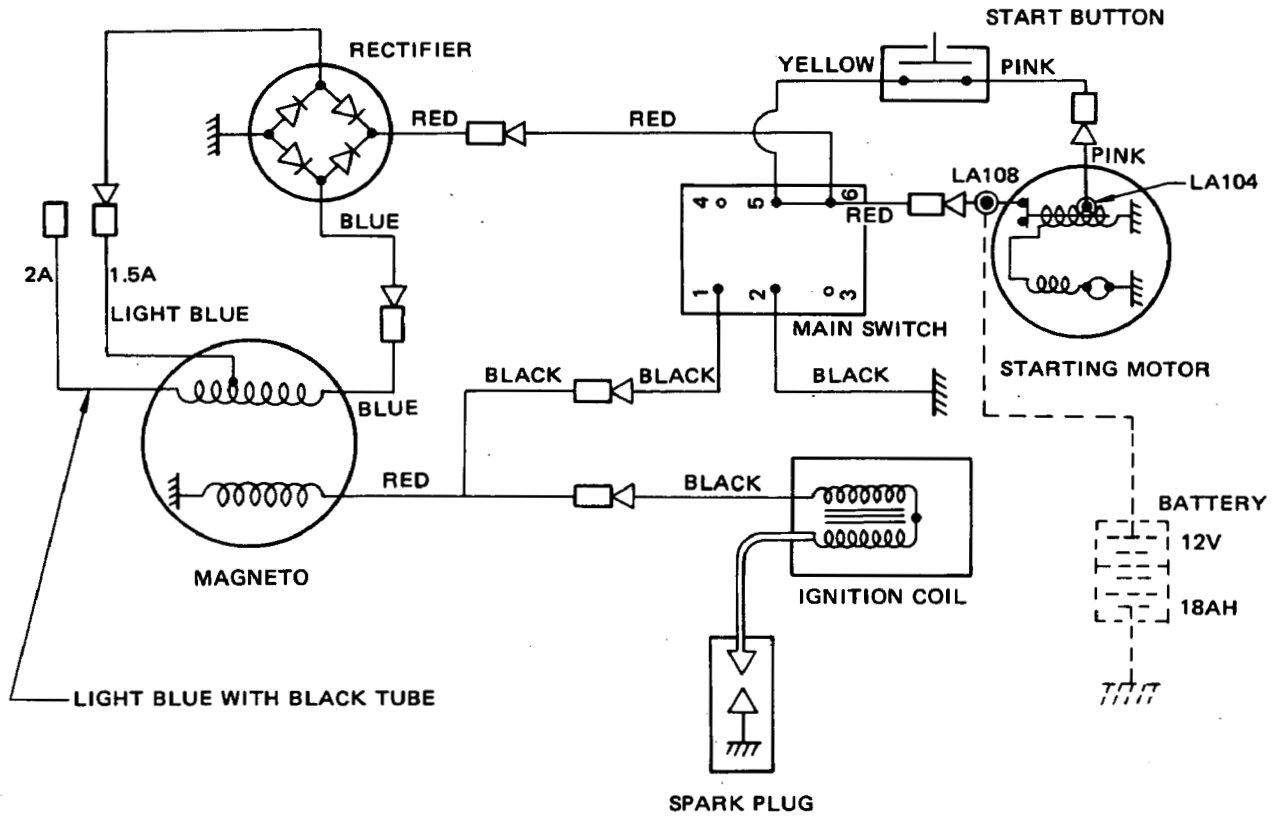 START BUTTON
RECTIFIER
YELLOW
PINK
RED
RED
PINK
LA108
LA104
4
5
6
RED
BLUE
2A
1.5A
LIGHT BLUE
1
2
3
MAIN SWITCH
STARTING MOTOR
BLACK
BLACK
BLACK
BLUE
RED
BLACK
BATTERY
12V
18AH
MAGNETO
IGNITION COIL
LIGHT BLUE WITH BLACK TUBE
SPARK PLUG